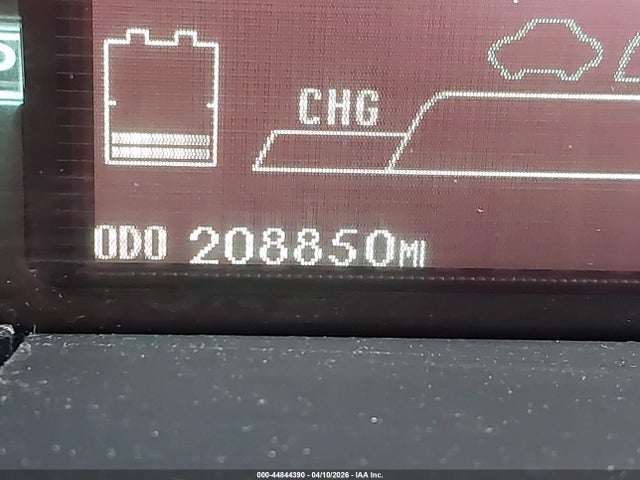 CHG
ODO 208850MI
000-44844390 - 04/10/2026 - IAA Inc.